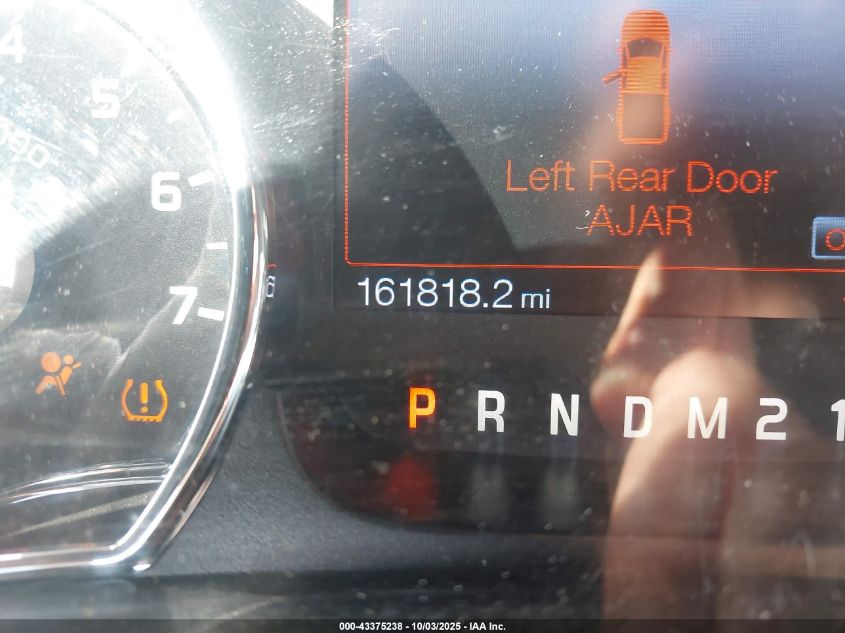 4
5
6
7
Left Rear Door
AJAR
161818.2 mi
P R N D M 2 1
000-43375238 - 10/03/2025 - IAA Inc.